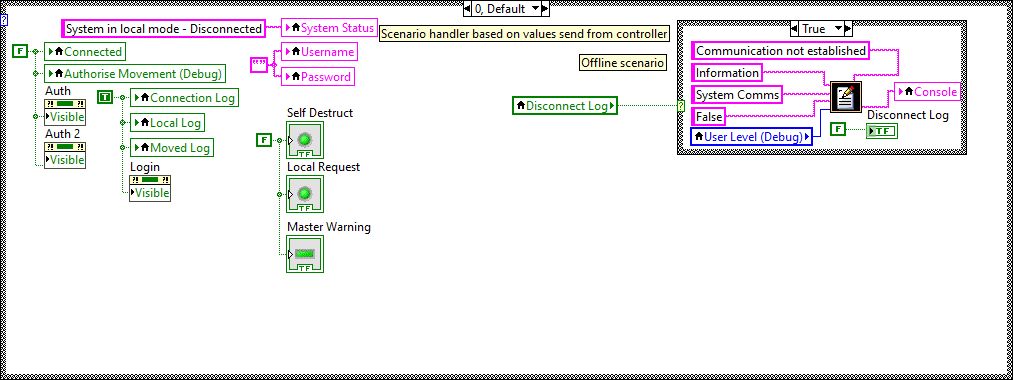 0, Default
?
System in local mode - Disconnected
System Status
Scenario handler based on values send from controller
True
F
Connected
Username
Communication not established
Offline scenario
Authorise Movement (Debug)
""
Password
Information
Auth
?!
!?
Connection Log
System Comms
Console
Visible
T
Disconnect Log
?
Self Destruct
False
Disconnect Log
Local Log
Auth 2
User Level (Debug)
F
TF
?!
!?
F
TF
Moved Log
Visible
Login
Local Request
?!
!?
Visible
TF
Master Warning
TF